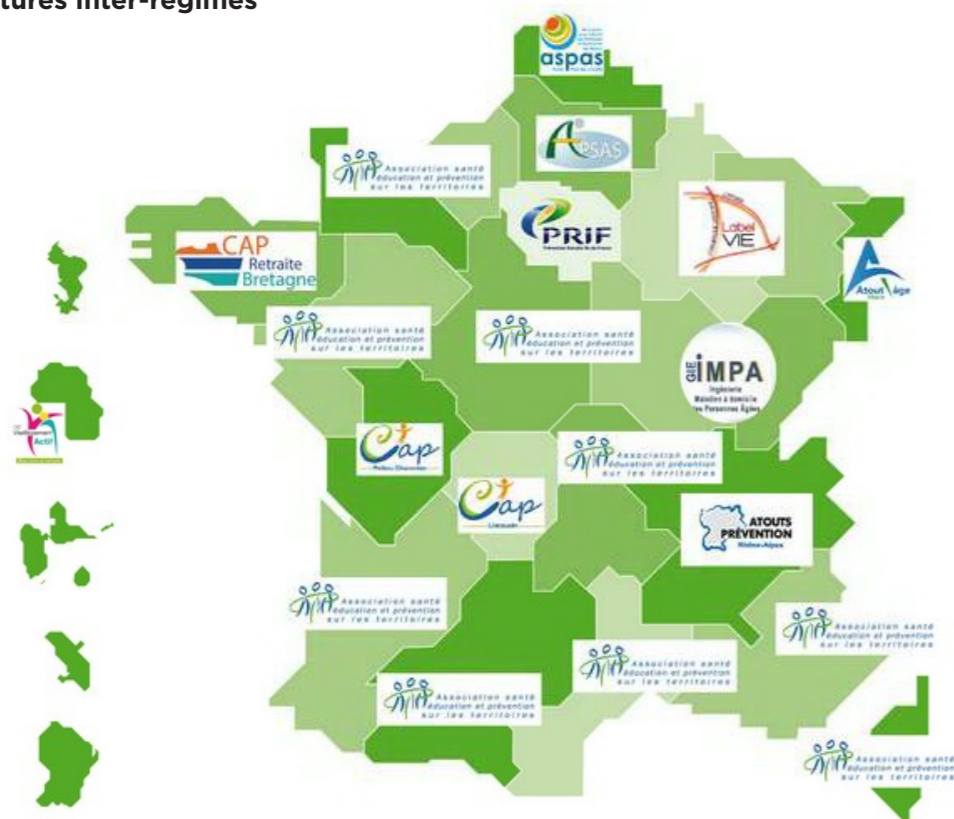 tures inter-régimes
aspas
APSAS
Association santé
éducation et prévention
sur les territoires
PRIF
Label
VIE
CAP
Retraite
Bretagne
Atout âge
Association santé
éducation et prévention
sur les territoires
Association santé
éducation et prévention
sur les territoires
GIE
IMPA
Ingénierie
Maintien à domicile
des Personnes Âgées
Vieillissement
Actif
Cap
Poitou-Charentes
Association santé
éducation et prévention
sur les territoires
Cap
Limousin
ATOUTS
PRÉVENTION
Rhône-Alpes
Association santé
éducation et prévention
sur les territoires
Association santé
éducation et prévention
sur les territoires
Association santé
éducation et prévention
sur les territoires
Association santé
éducation et prévention
sur les territoires
Association santé
éducation et prévention
sur les territoires